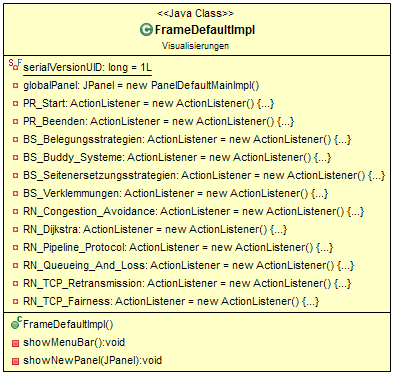 <<Java Class>>
FrameDefaultImpl
Visualisierungen
serialVersionUID: long = 1L
globalPanel: JPanel = new PanelDefaultMainImpl()
PR_Start: ActionListener = new ActionListener() {...}
PR_Beenden: ActionListener = new ActionListener() {...}
BS_Belegungsstrategien: ActionListener = new ActionListener() {...}
BS_Buddy_Systeme: ActionListener = new ActionListener() {...}
BS_Seitenersetzungsstrategien: ActionListener = new ActionListener() {...}
BS_Verklemmungen: ActionListener = new ActionListener() {...}
RN_Congestion_Avoidance: ActionListener = new ActionListener() {...}
RN_Dijkstra: ActionListener = new ActionListener() {...}
RN_Pipeline_Protocol: ActionListener = new ActionListener() {...}
RN_Queueing_And_Loss: ActionListener = new ActionListener() {...}
RN_TCP_Retransmission: ActionListener = new ActionListener() {...}
RN_TCP_Fairness: ActionListener = new ActionListener() {...}
FrameDefaultImpl()
showMenuBar():void
showNewPanel(JPanel):void